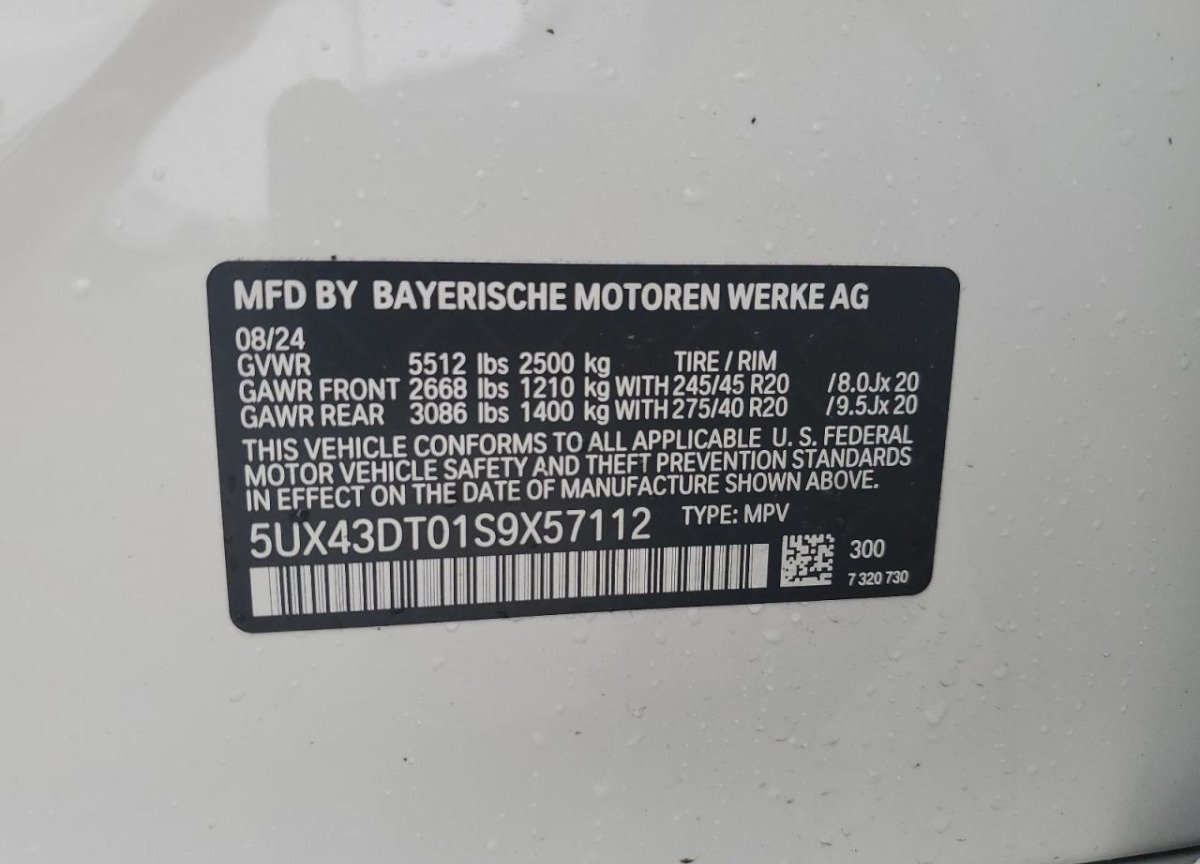 MFD BY BAYERISCHE MOTOREN WERKE AG
08/24
GVWR 5512 lbs 2500 kg TIRE / RIM
GAWR FRONT 2668 lbs 1210 kg WITH 245/45 R20 /8.0Jx 20
GAWR REAR 3086 lbs 1400 kg WITH 275/40 R20 /9.5Jx 20
THIS VEHICLE CONFORMS TO ALL APPLICABLE U. S. FEDERAL
MOTOR VEHICLE SAFETY AND THEFT PREVENTION STANDARDS
IN EFFECT ON THE DATE OF MANUFACTURE SHOWN ABOVE.
5UX43DT01S9X57112 TYPE: MPV
300
7 320 730